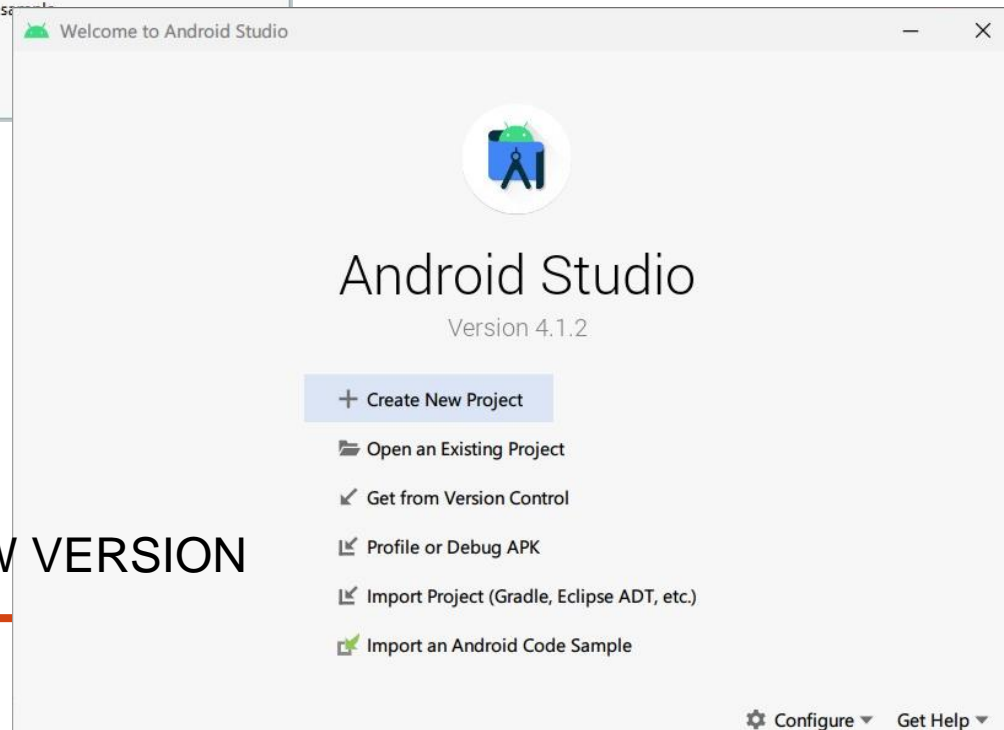 Welcome to Android Studio
Android Studio
Version 4.1.2
Create New Project
Open an Existing Project
Get from Version Control
Profile or Debug APK
VERSION
Import Project (Gradle, Eclipse ADT, etc.)
Import an Android Code Sample
Configure
Get Help